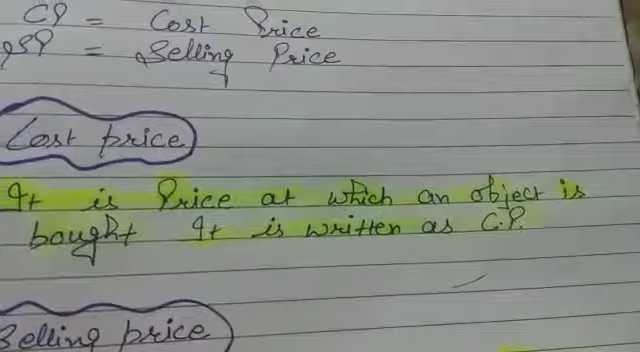 CP = Cost Price
SP = Selling Price
Cost price
It is Price at which an object is
bought It is written as C.P.
Selling price